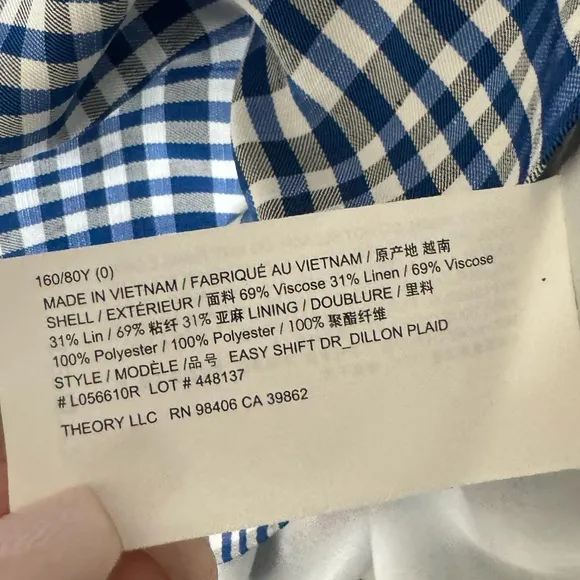 160/80Y (0)
MADE IN VIETNAM / FABRIQUÉ AU VIETNAM / 原产地 越南
SHELL / EXTÉRIEUR / 面料 69% Viscose 31% Linen / 69% Viscose
31% Lin / 69% 粘纤 31% 亚麻 LINING / DOUBLURE / 里料
100% Polyester / 100% Polyester / 100% 聚酯纤维
STYLE / MODÈLE /品号 EASY SHIFT DR_DILLON PLAID
# L056610R LOT # 448137
THEORY LLC RN 98406 CA 39862